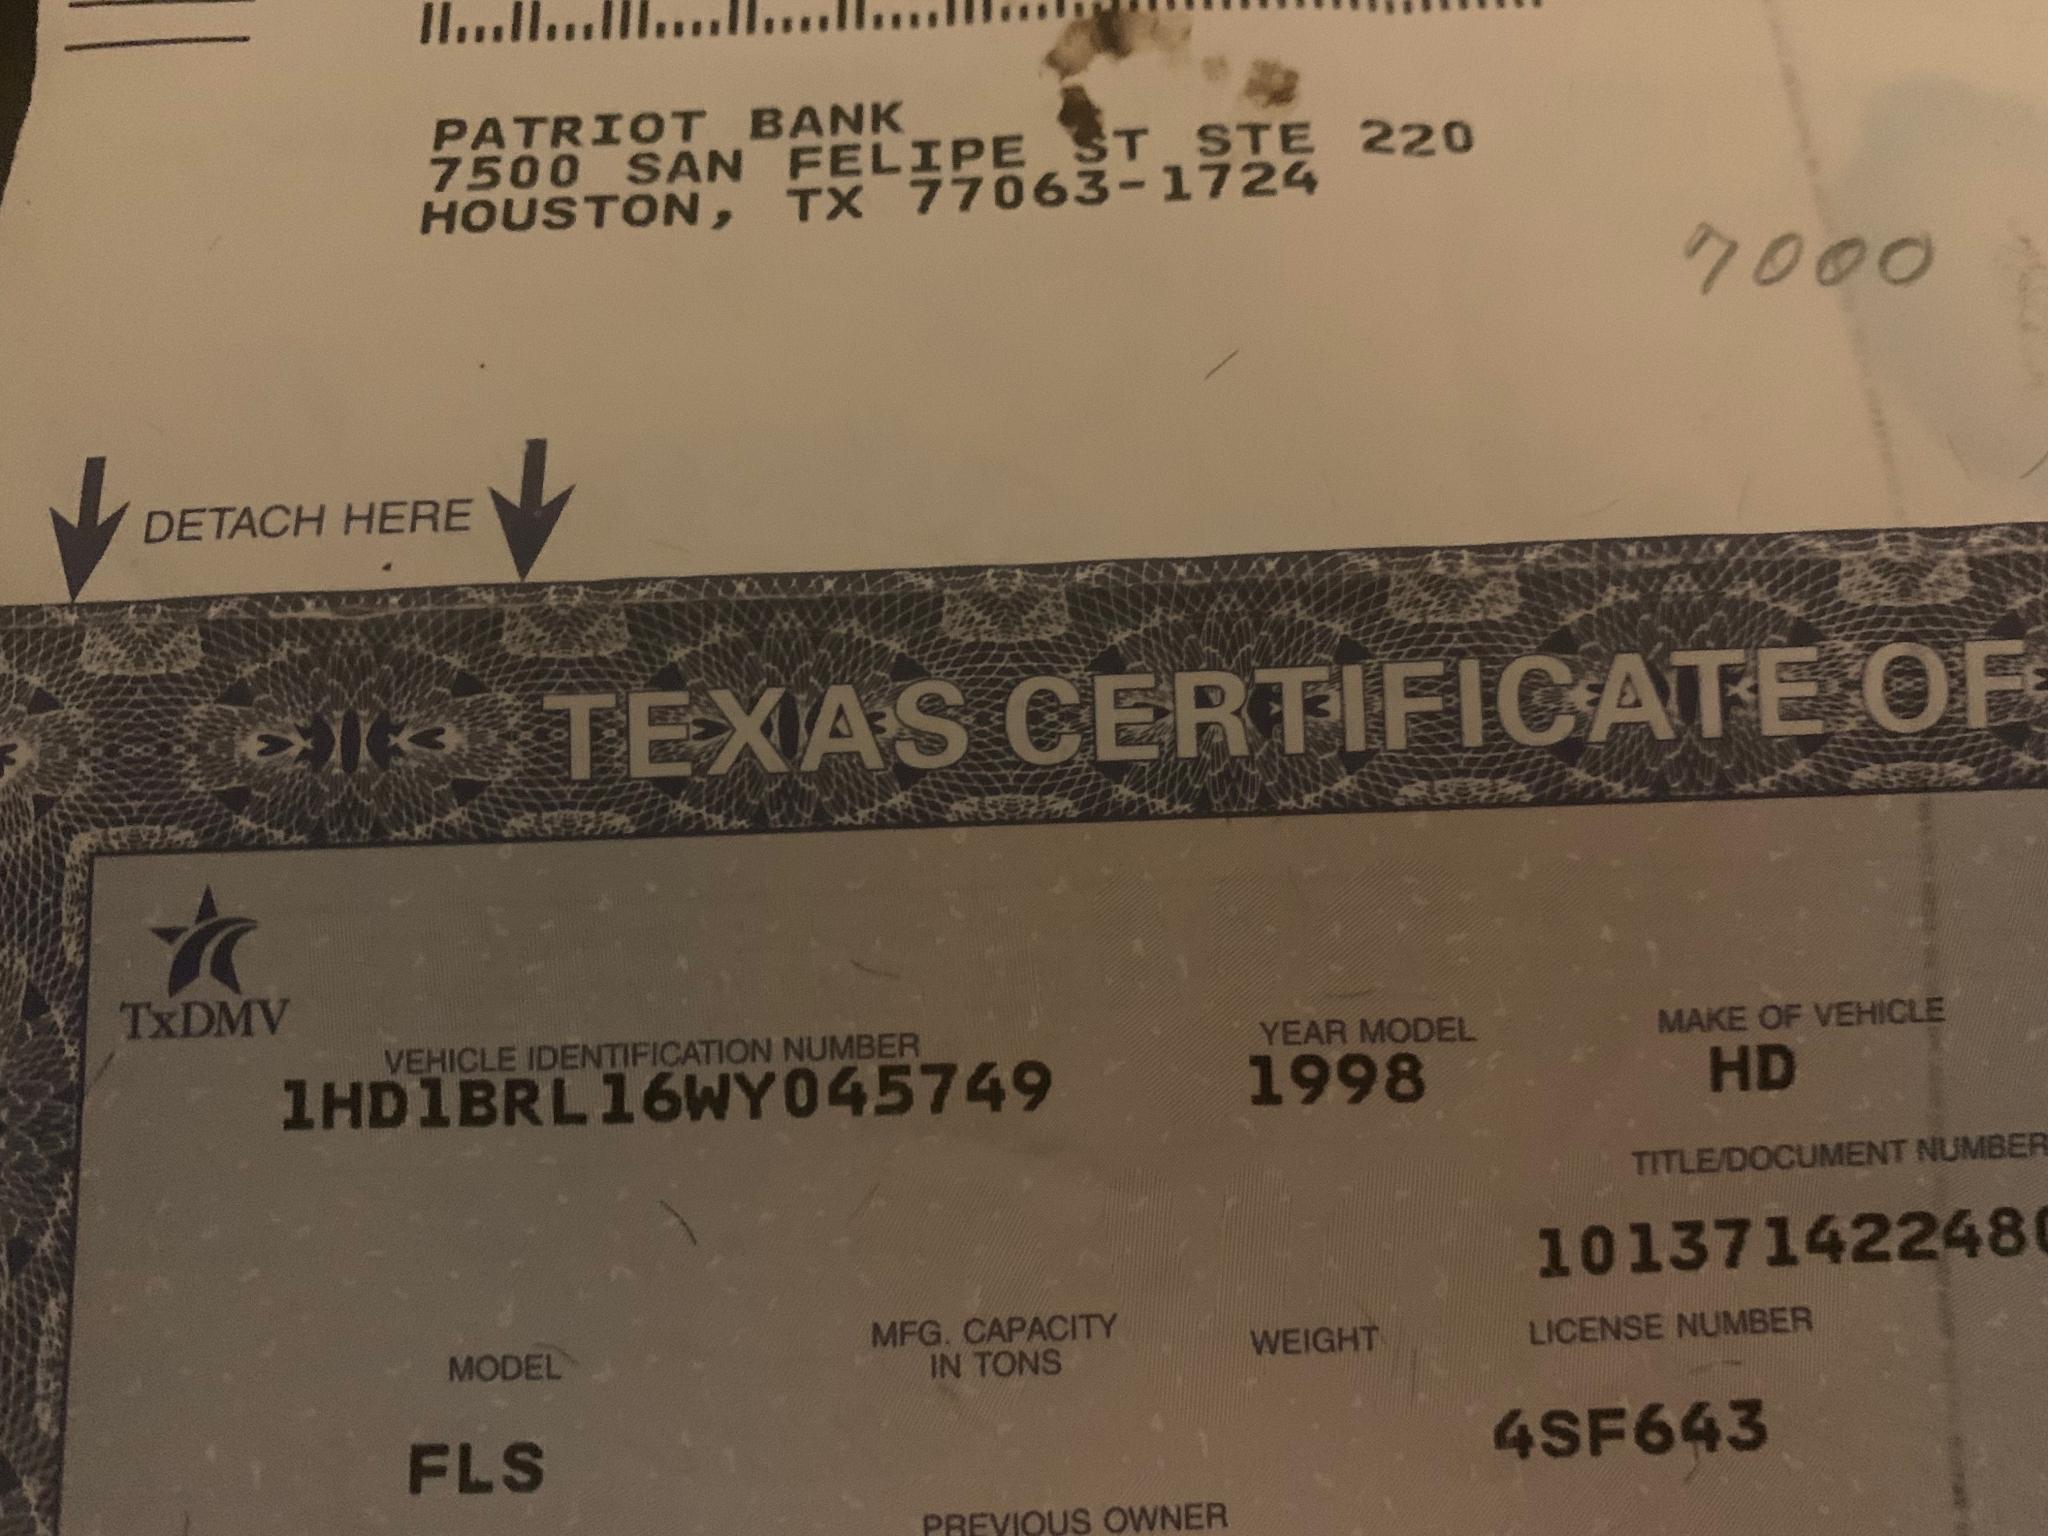 PATRIOT BANK
7500 SAN FELIPE ST STE 220
HOUSTON, TX 77063-1724
7000
DETACH HERE
TEXAS CERTIFICATE OF
TxDMV
VEHICLE IDENTIFICATION NUMBER
1HD1BRL16WY045749
YEAR MODEL
1998
MAKE OF VEHICLE
HD
TITLE/DOCUMENT NUMBER
101371422480
MODEL
FLS
MFG. CAPACITY
IN TONS
WEIGHT
LICENSE NUMBER
4SF643
PREVIOUS OWNER